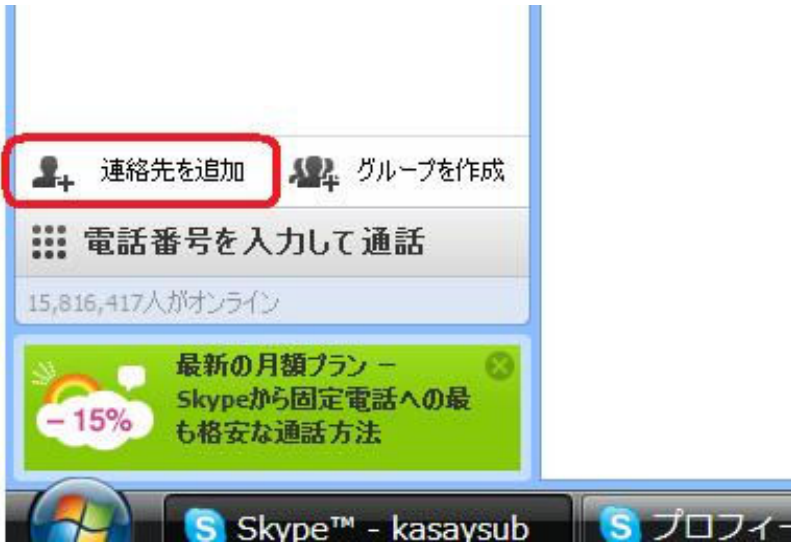 連絡先を追加
グループを作成
電話番号を入力して通話
15,816,417人がオンライン
最新の月額プラン –
Skypeから固定電話への最
も格安な通話方法
– 15%
Skype™ - kasaysub
プロフィー